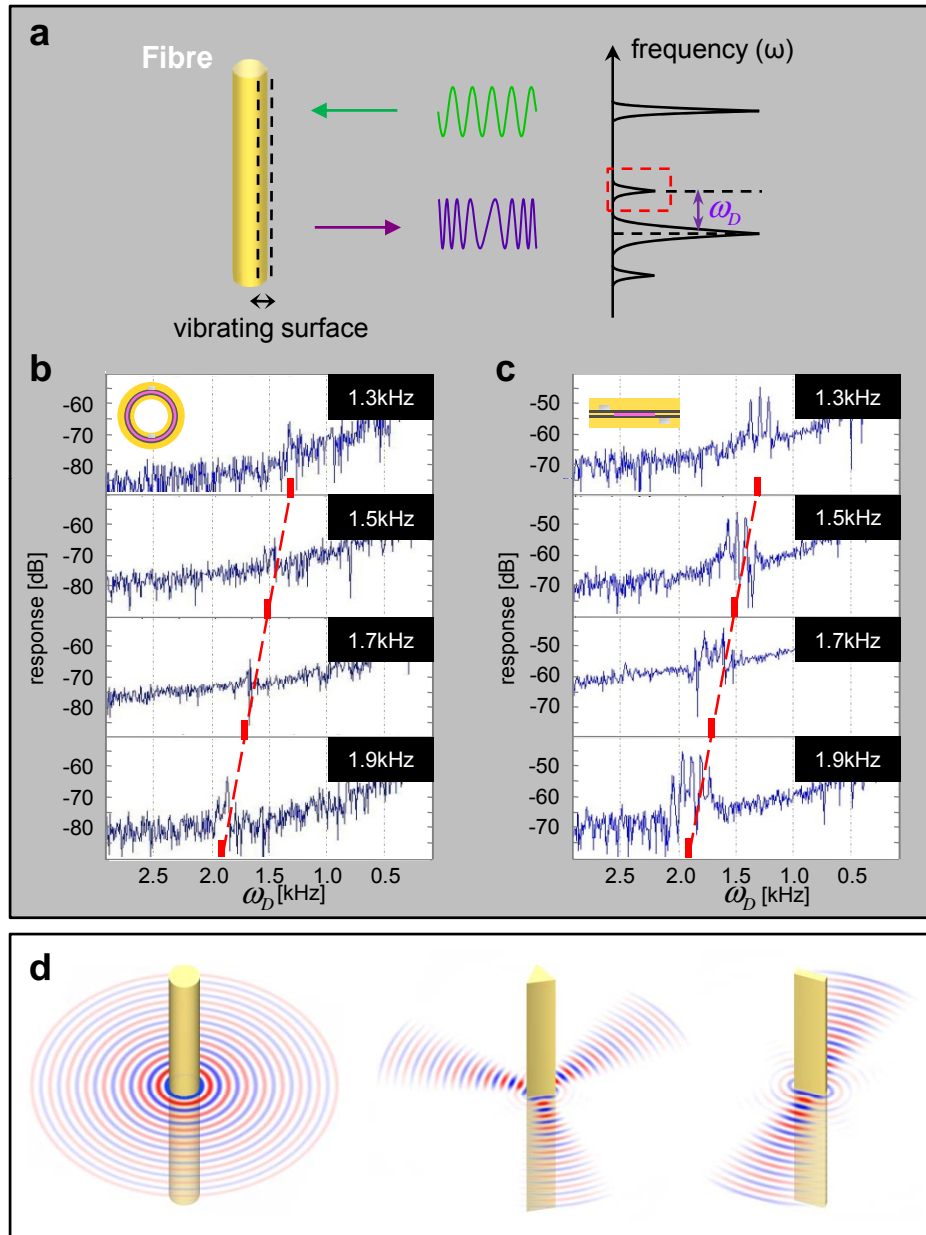 a
Fibre
frequency (ω)
ω_D
vibrating surface
b
1.3kHz
-60
-70
-80
1.5kHz
-60
-70
-80
1.7kHz
-60
-70
-80
1.9kHz
-60
-70
-80
response [dB]
2.5 2.0 1.5 1.0 0.5
ω_D [kHz]
c
1.3kHz
-50
-60
-70
1.5kHz
-50
-60
-70
1.7kHz
-50
-60
-70
1.9kHz
-50
-60
-70
response [dB]
2.5 2.0 1.5 1.0 0.5
ω_D [kHz]
d